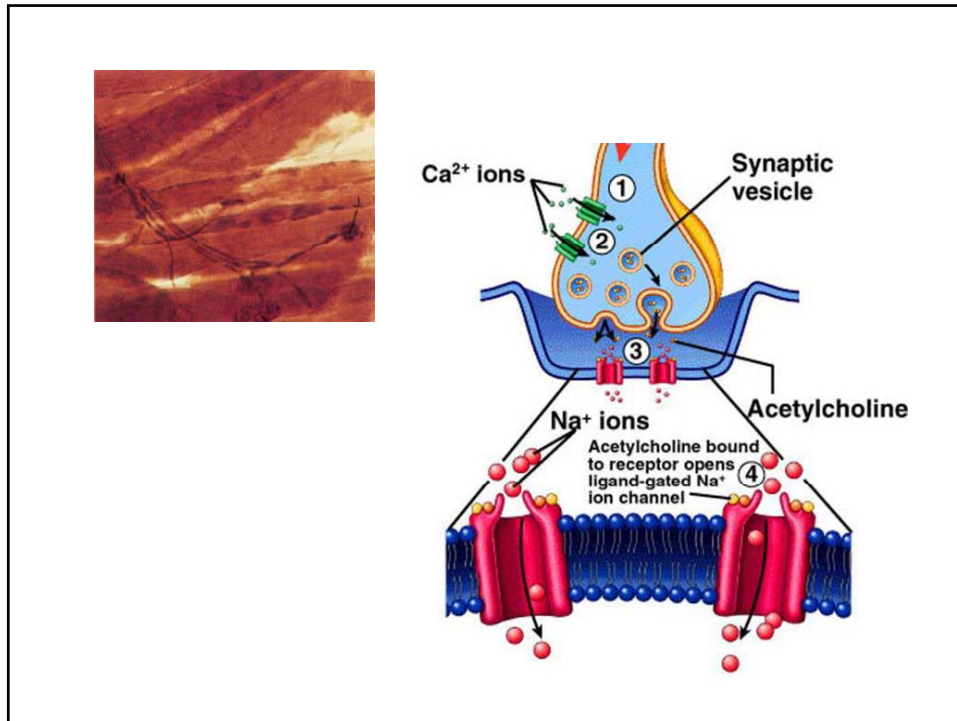 N
J
Ca²⁺ ions
1
2
Synaptic
vesicle
3
Acetylcholine
Na⁺ ions
Acetylcholine bound
to receptor opens
ligand-gated Na⁺
ion channel
4